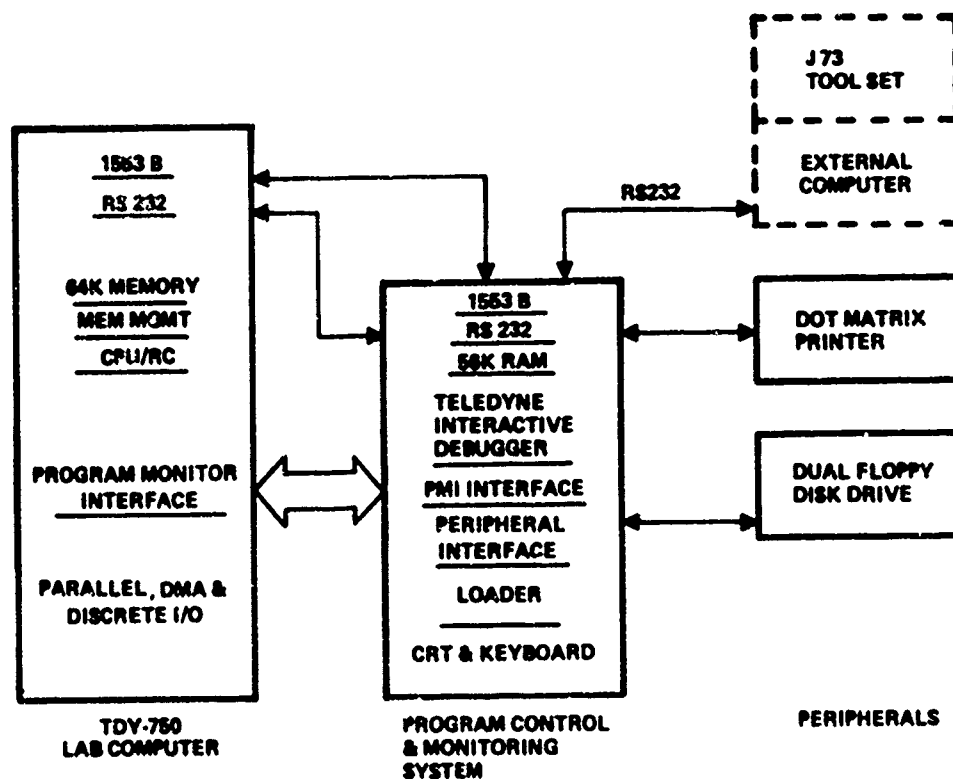 J 73
TOOL SET
EXTERNAL
COMPUTER
1553 B
RS 232
64K MEMORY
MEM MGMT
CPU/RC
PROGRAM MONITOR
INTERFACE
PARALLEL, DMA &
DISCRETE I/O
TDY-750
LAB COMPUTER
RS232
1553 B
RS 232
56K RAM
TELEDYNE
INTERACTIVE
DEBUGGER
PMI INTERFACE
PERIPHERAL
INTERFACE
LOADER
CRT & KEYBOARD
PROGRAM CONTROL
& MONITORING
SYSTEM
DOT MATRIX
PRINTER
DUAL FLOPPY
DISK DRIVE
PERIPHERALS